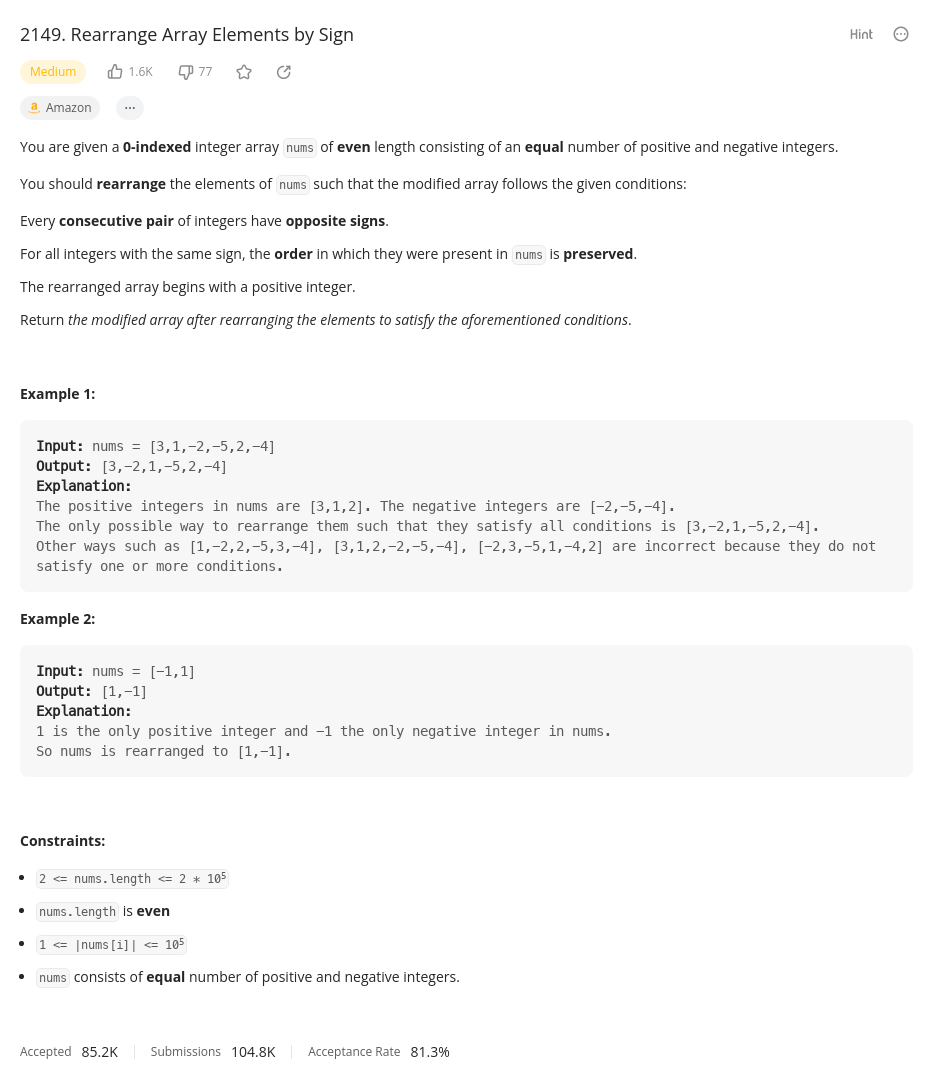 2149. Rearrange Array Elements by Sign
Hint
Medium
1.6K
77
a Amazon
...
You are given a 0-indexed integer array nums of even length consisting of an equal number of positive and negative integers.
You should rearrange the elements of nums such that the modified array follows the given conditions:
Every consecutive pair of integers have opposite signs.
For all integers with the same sign, the order in which they were present in nums is preserved.
The rearranged array begins with a positive integer.
Return the modified array after rearranging the elements to satisfy the aforementioned conditions.
Example 1:
Input: nums = [3,1,-2,-5,2,-4]
Output: [3,-2,1,-5,2,-4]
Explanation:
The positive integers in nums are [3,1,2]. The negative integers are [-2,-5,-4].
The only possible way to rearrange them such that they satisfy all conditions is [3,-2,1,-5,2,-4].
Other ways such as [1,-2,2,-5,3,-4], [3,1,2,-2,-5,-4], [-2,3,-5,1,-4,2] are incorrect because they do not
satisfy one or more conditions.
Example 2:
Input: nums = [-1,1]
Output: [1,-1]
Explanation:
1 is the only positive integer and -1 the only negative integer in nums.
So nums is rearranged to [1,-1].
Constraints:
• 2 <= nums.length <= 2 * 10⁵
• nums.length is even
• 1 <= |nums[i]| <= 10⁵
• nums consists of equal number of positive and negative integers.
Accepted 85.2K Submissions 104.8K Acceptance Rate 81.3%